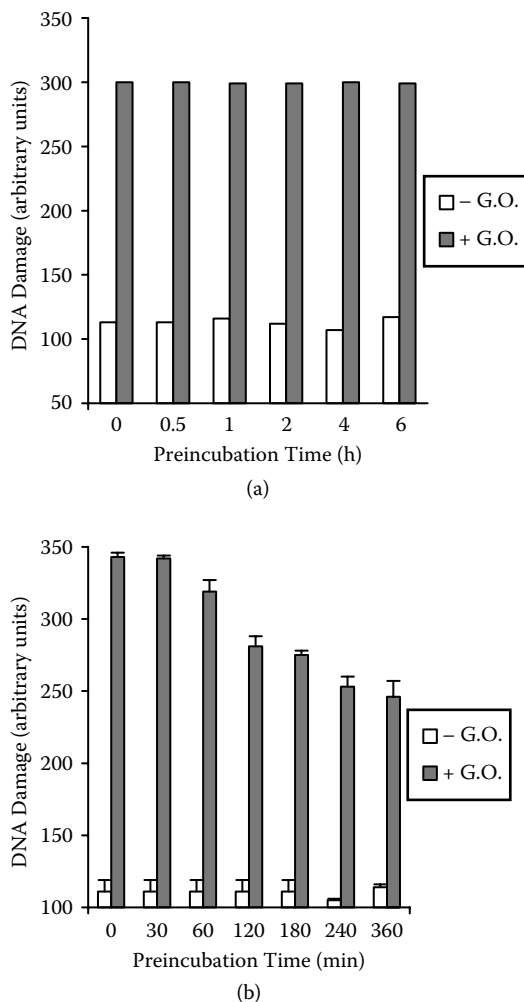 350
300
250
200
150
100
50
DNA Damage (arbitrary units)
0 0.5 1 2 4 6
Preincubation Time (h)
– G.O.
+ G.O.
(a)
350
300
250
200
150
100
DNA Damage (arbitrary units)
0 30 60 120 180 240 360
Preincubation Time (min)
– G.O.
+ G.O.
(b)